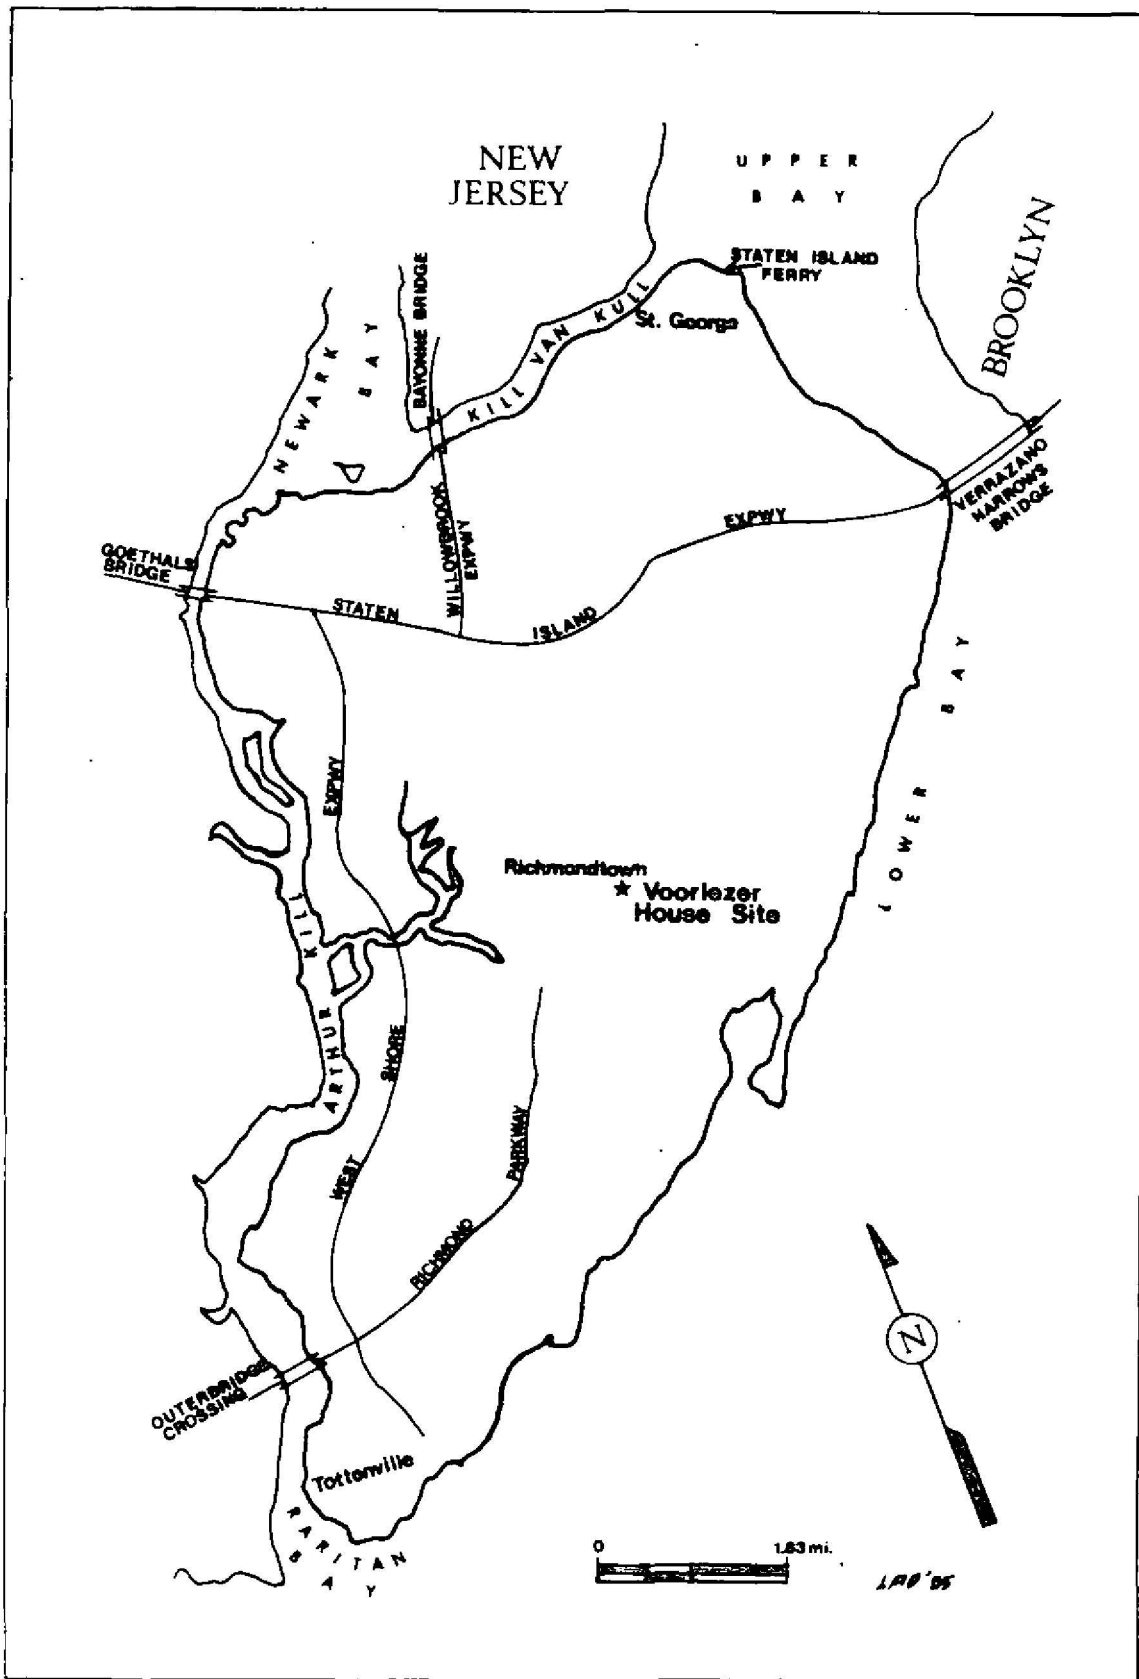 NEW
JERSEY
UPPER
BAY
BROOKLYN
STATEN ISLAND
FERRY
St. George
KILL VAN KULL
BAYONNE BRIDGE
NEWARK
BAY
VERRAZANO
NARROWS
BRIDGE
GOETHALS
BRIDGE
WILLOWBROOK
EXPWY
STATEN
ISLAND
EXPWY
LOWER BAY
EXPWY
SHORE
WEST
Richmondtown
★ Voorlezer
House Site
ARTHUR KILL
PARKWAY
RICHMOND
N
OUTERBRIDGE
CROSSING
Tottenville
RARITAN
BAY
0
1.63 mi.